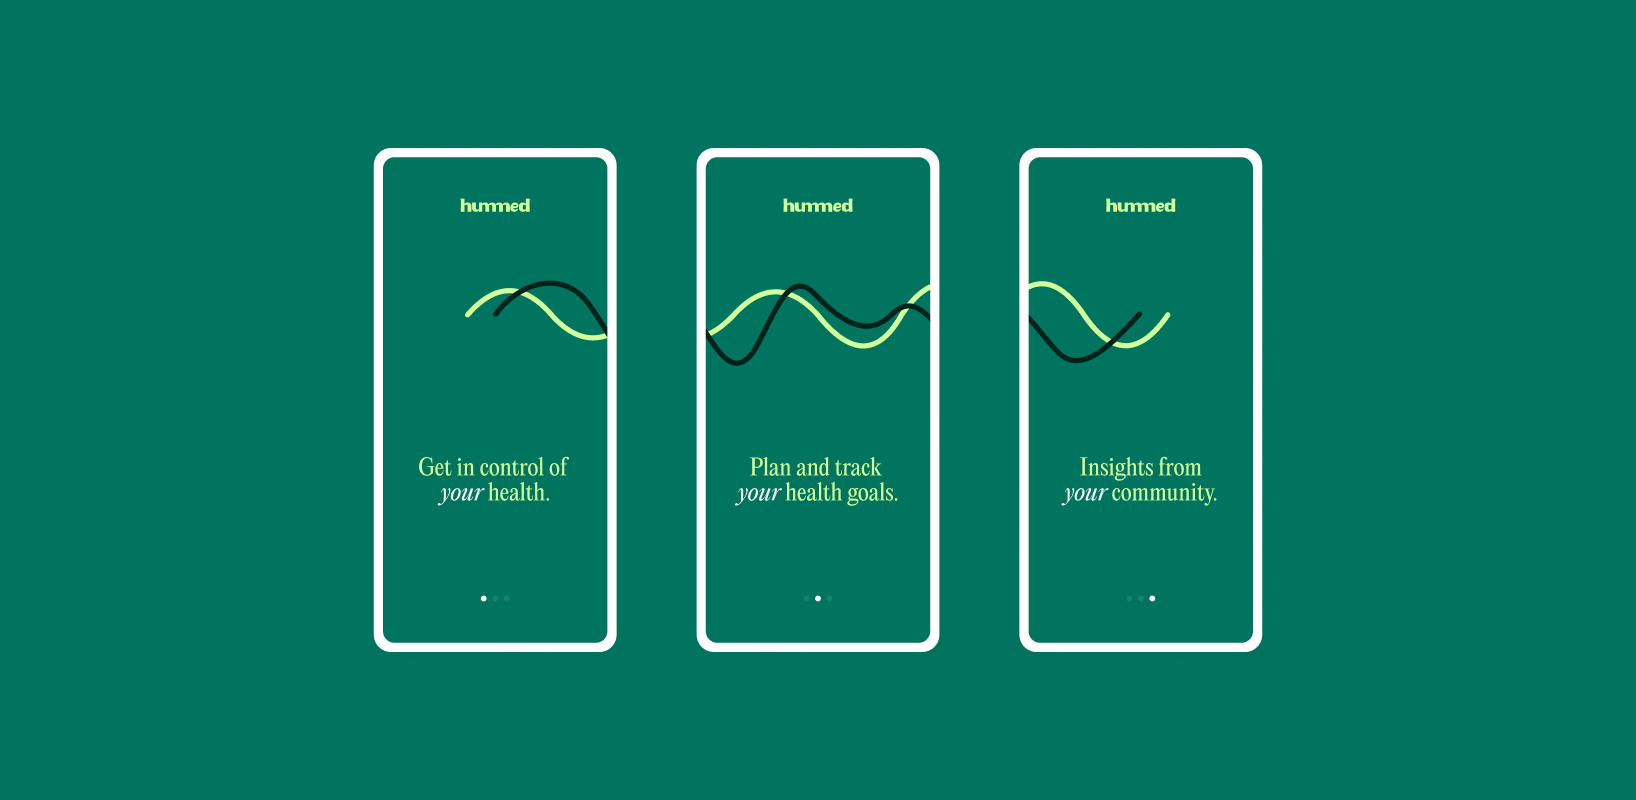 hummed
Get in control of
your health.
hummed
Plan and track
your health goals.
hummed
Insights from
your community.